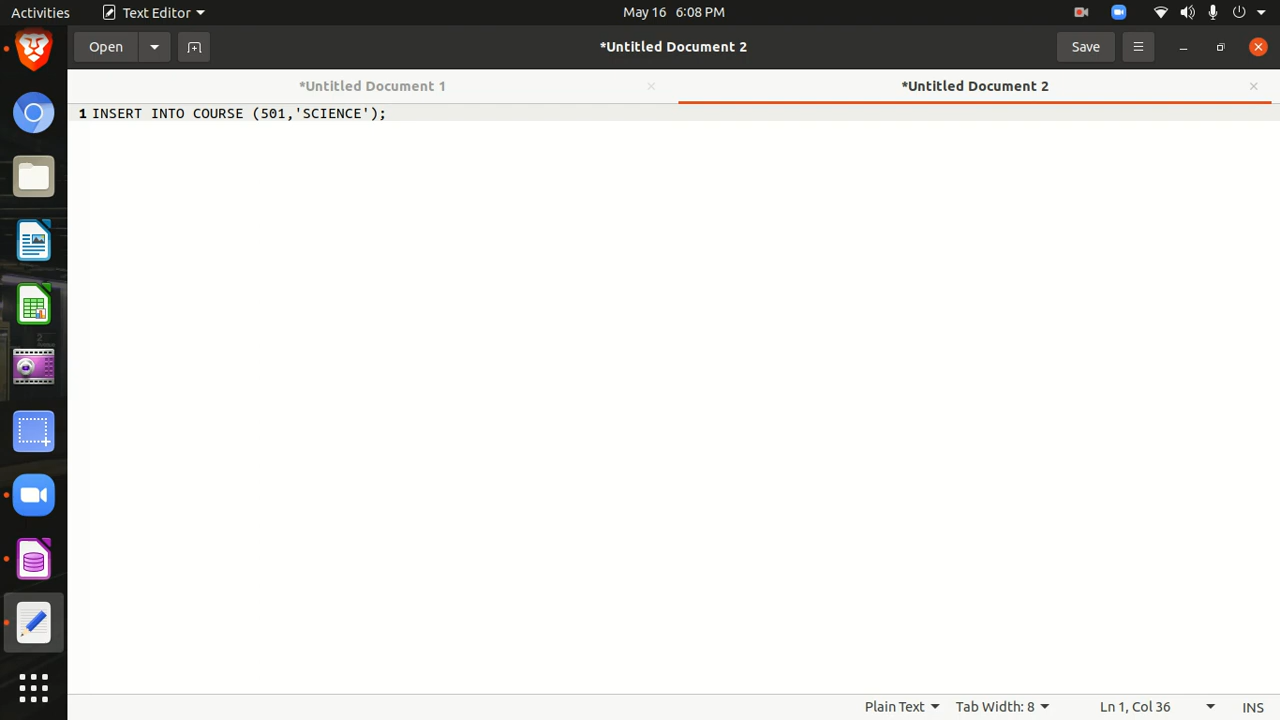 Activities Text Editor May 16 6:08 PM
Open *Untitled Document 2 Save
*Untitled Document 1 *Untitled Document 2
1 INSERT INTO COURSE (501,'SCIENCE');
Plain Text Tab Width: 8 Ln 1, Col 36 INS